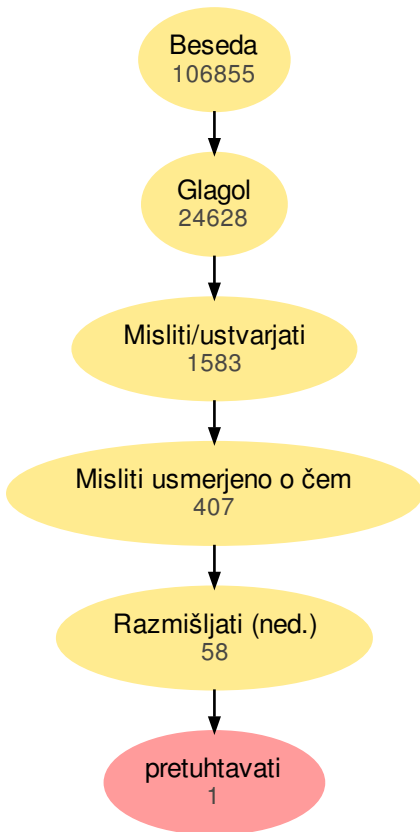 Beseda
106855
Glagol
24628
Misliti/ustvarjati
1583
Misliti usmerjeno o čem
407
Razmišljati (ned.)
58
pretuhtavati
1